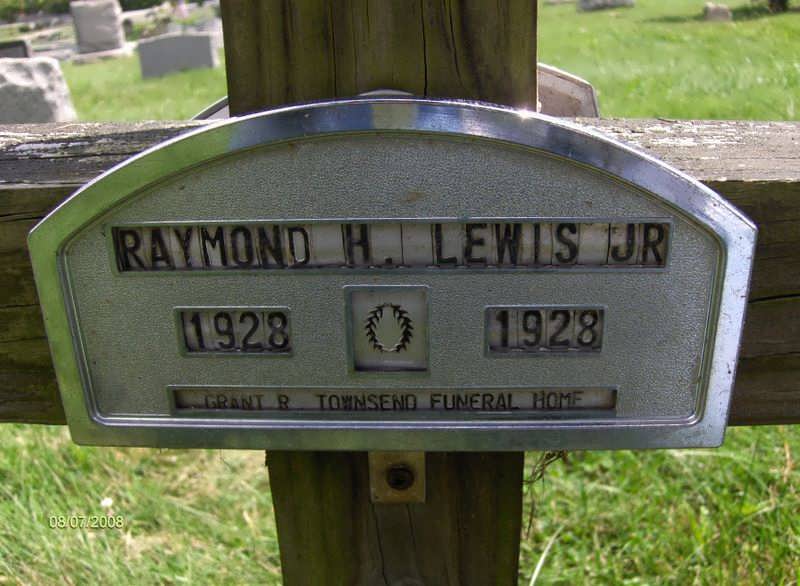 RAYMOND H. LEWIS JR
1928 1928
GRANT R. TOWNSEND FUNERAL HOME
08/07/2008